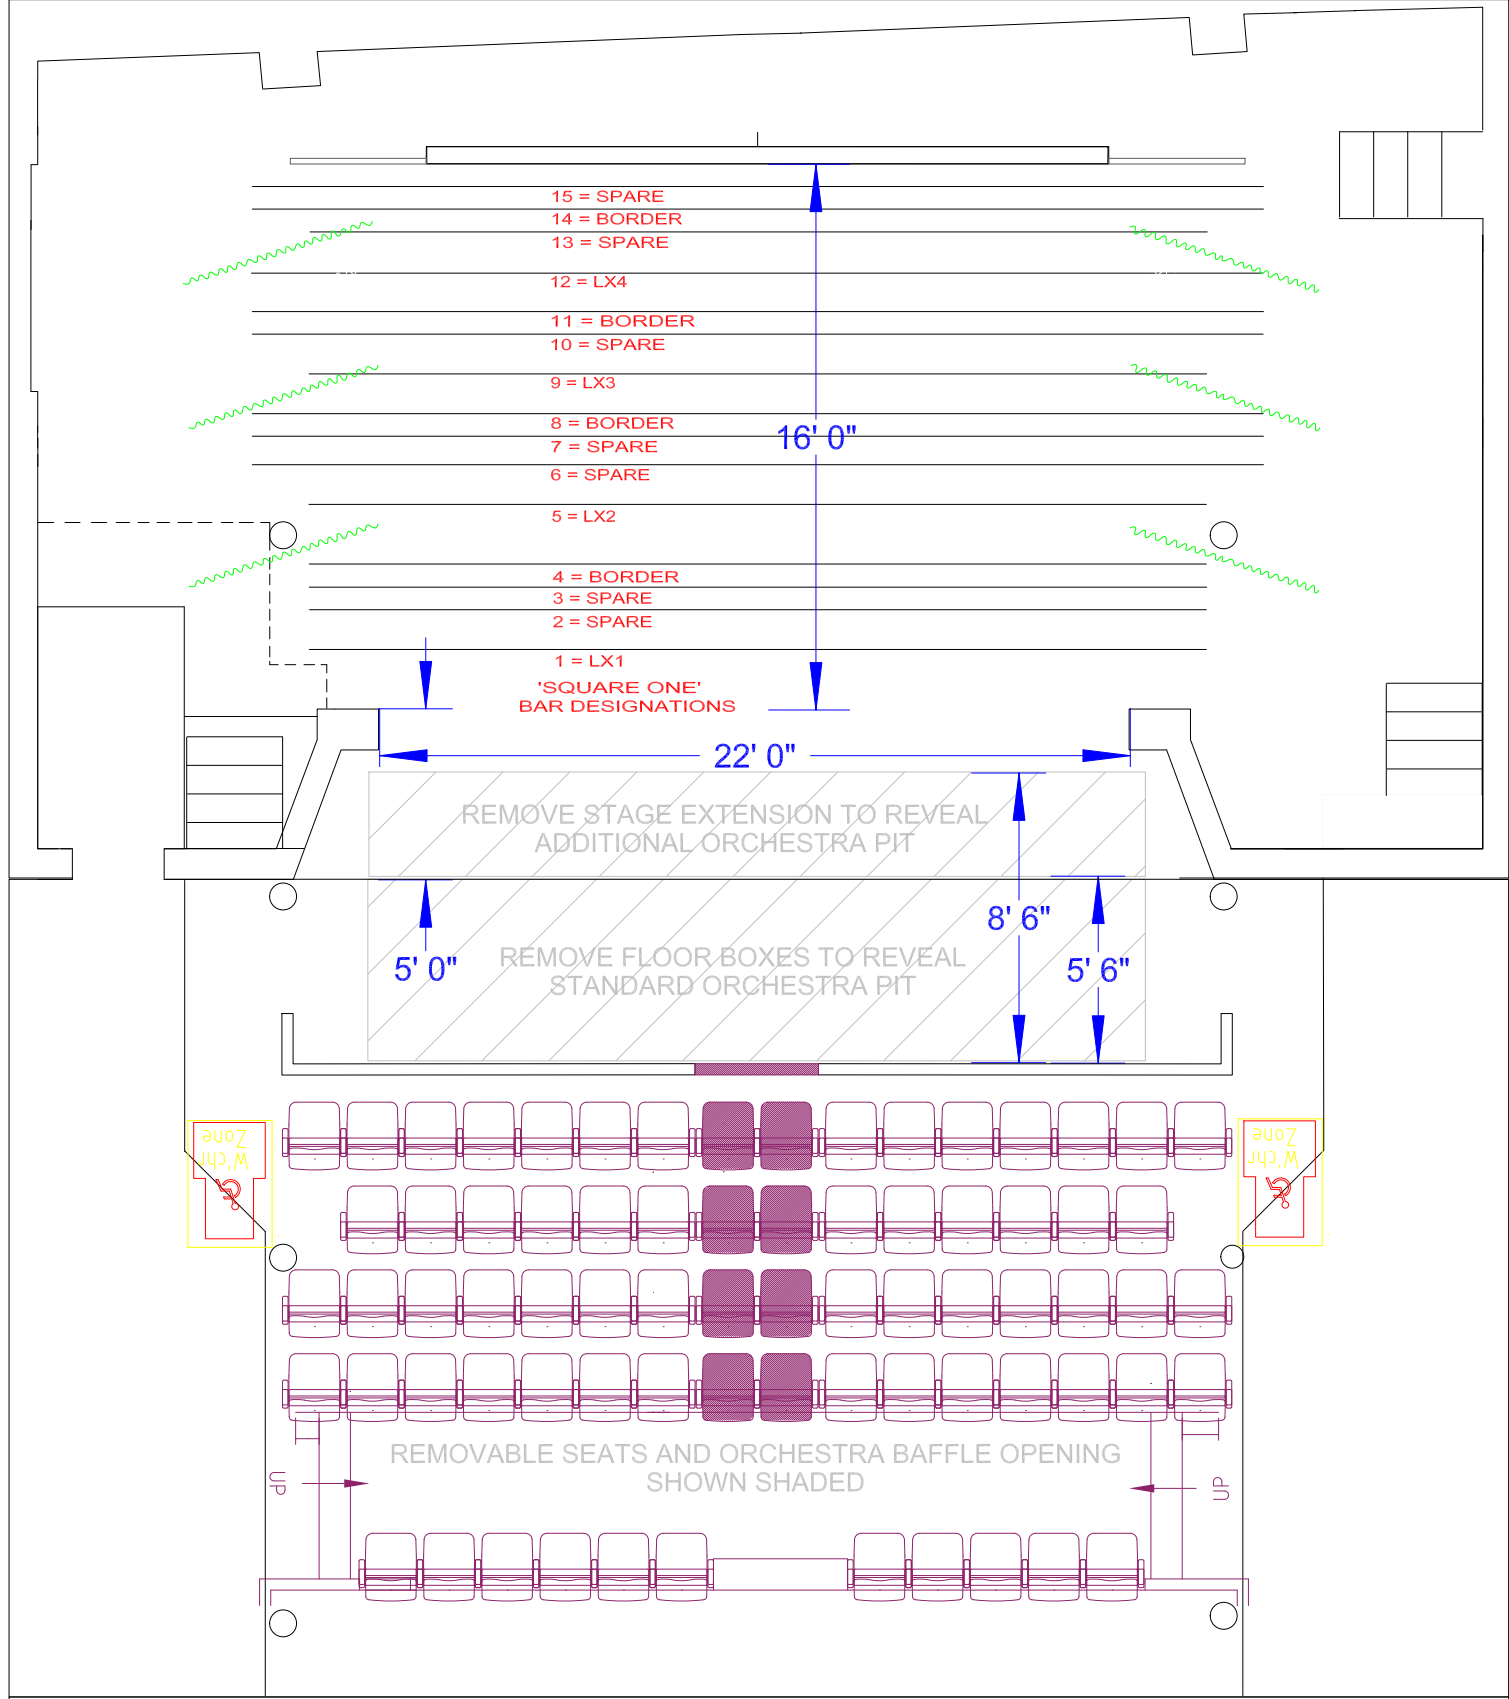 15 = SPARE
14 = BORDER
13 = SPARE
12 = LX4
11 = BORDER
10 = SPARE
9 = LX3
8 = BORDER
16' 0"
7 = SPARE
6 = SPARE
5 = LX2
4 = BORDER
3 = SPARE
2 = SPARE
1 = LX1
'SQUARE ONE'
BAR DESIGNATIONS
22' 0"
REMOVE STAGE EXTENSION TO REVEAL
ADDITIONAL ORCHESTRA PIT
8' 6"
REMOVE FLOOR BOXES TO REVEAL
STANDARD ORCHESTRA PIT
5' 0"
5' 6"
W'chr
Zone
W'chr
Zone
REMOVABLE SEATS AND ORCHESTRA BAFFLE OPENING
SHOWN SHADED
UP
UP